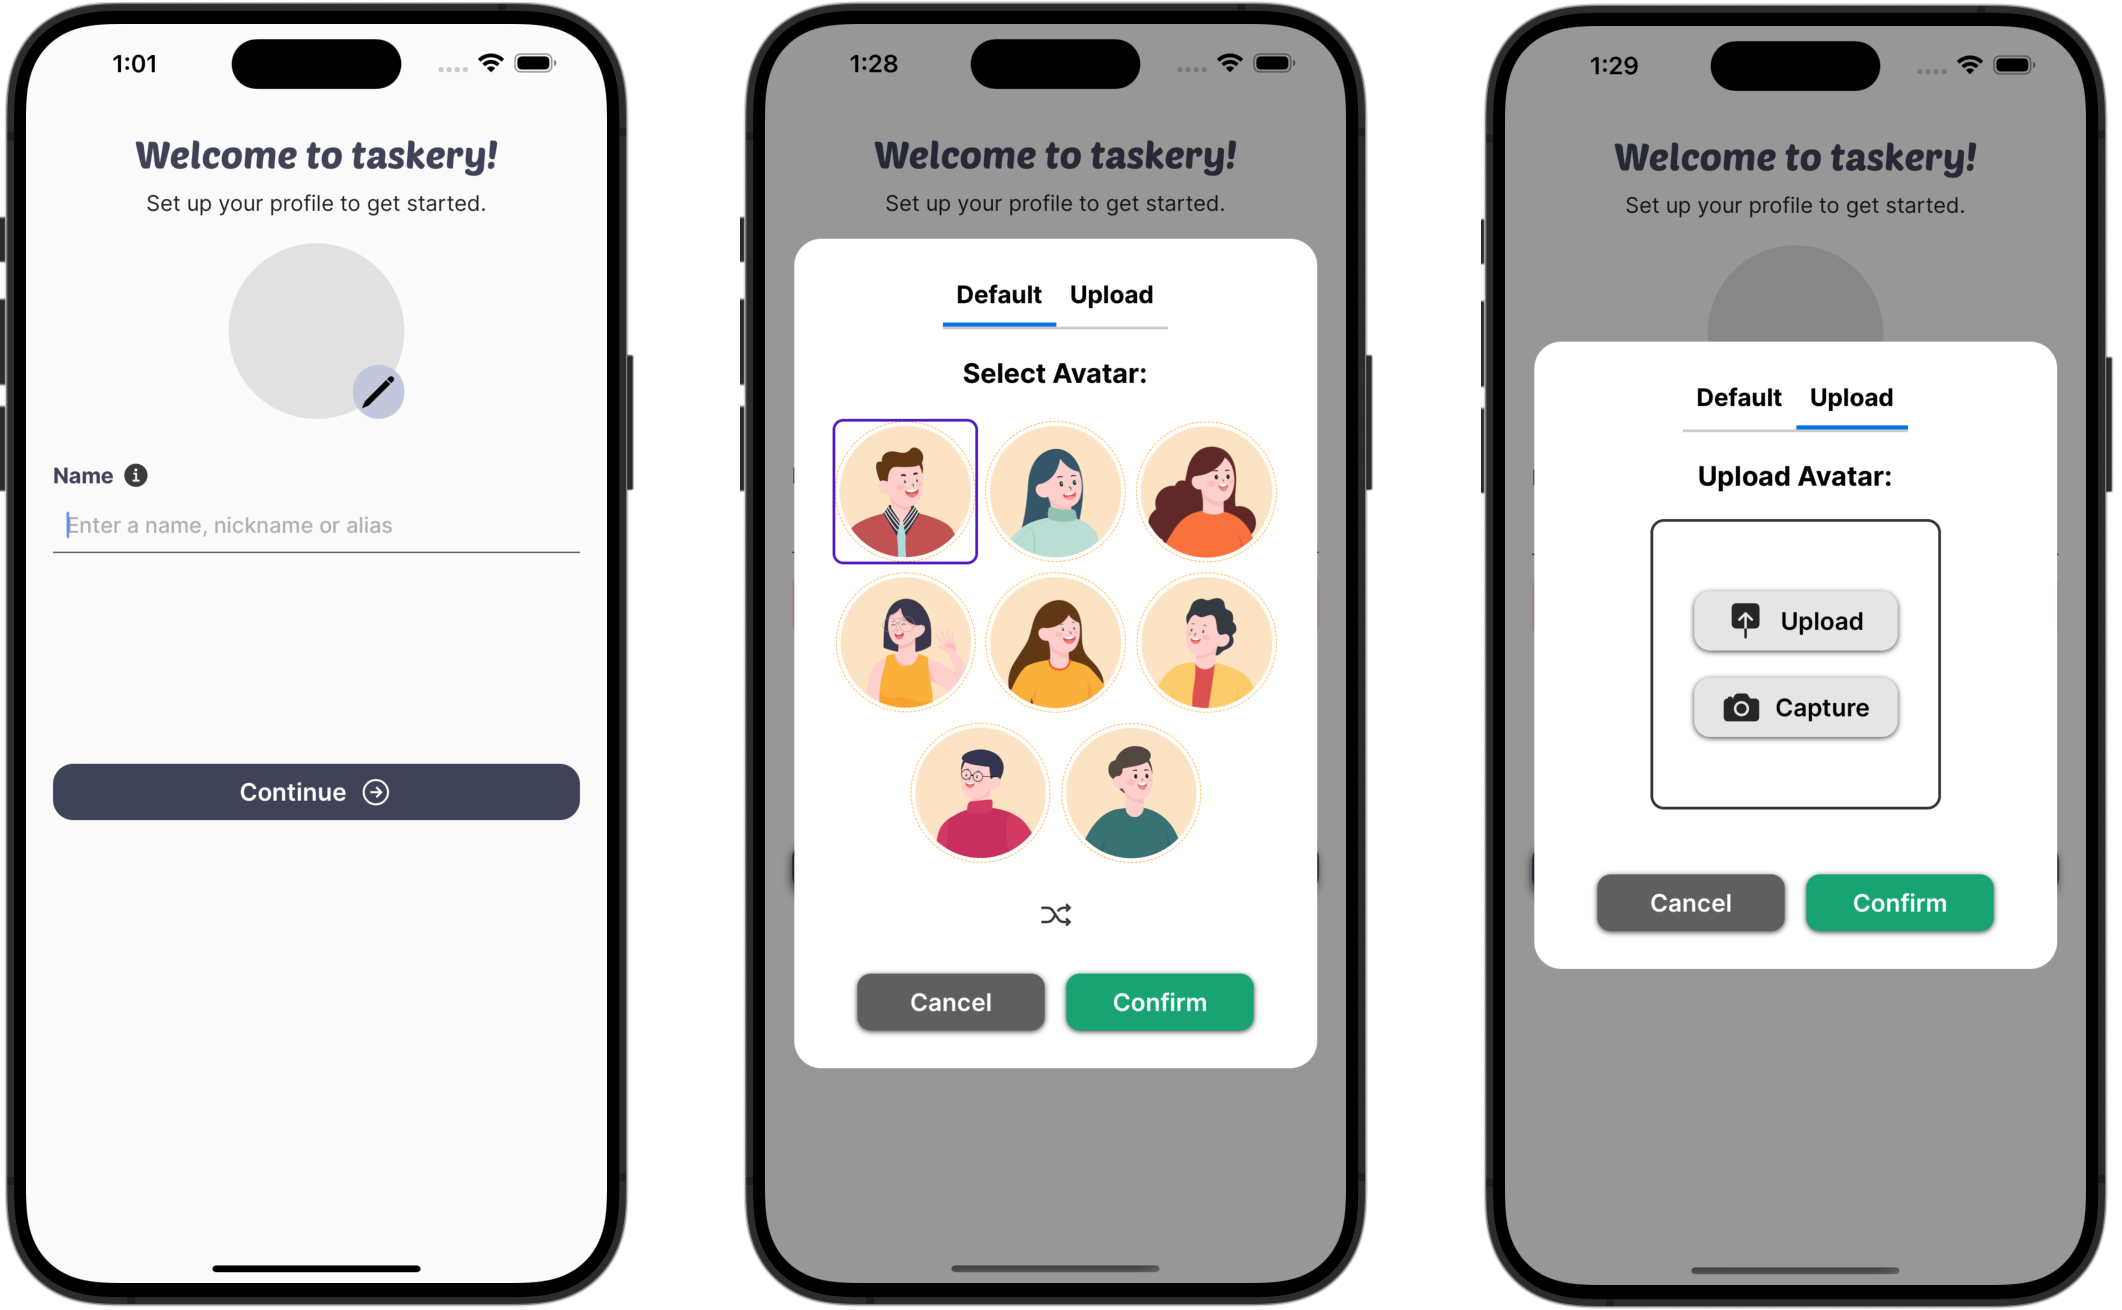 1:01
Welcome to taskery!
Set up your profile to get started.
Name
Enter a name, nickname or alias
Continue
1:28
Welcome to taskery!
Set up your profile to get started.
Default Upload
Select Avatar:
Cancel Confirm
1:29
Welcome to taskery!
Set up your profile to get started.
Default Upload
Upload Avatar:
Upload
Capture
Cancel Confirm